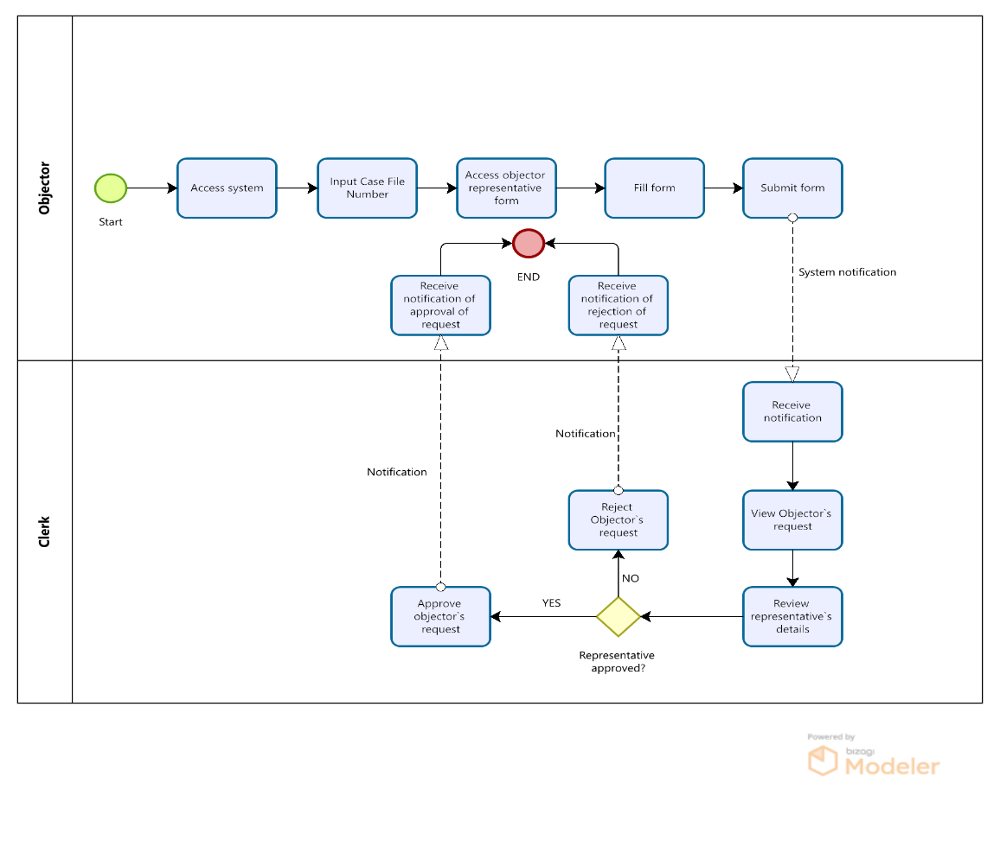 Objector
Start
Access system
Input Case File
Number
Access objector
representative
form
Fill form
Submit form
END
System notification
Receive
notification of
approval of
request
Receive
notification of
rejection of
request
Clerk
Receive
notification
Notification
Notification
View Objector`s
request
Reject
Objector`s
request
NO
YES
Approve
objector`s
request
Review
representative`s
details
Representative
approved?
Powered by
bizagi
Modeler